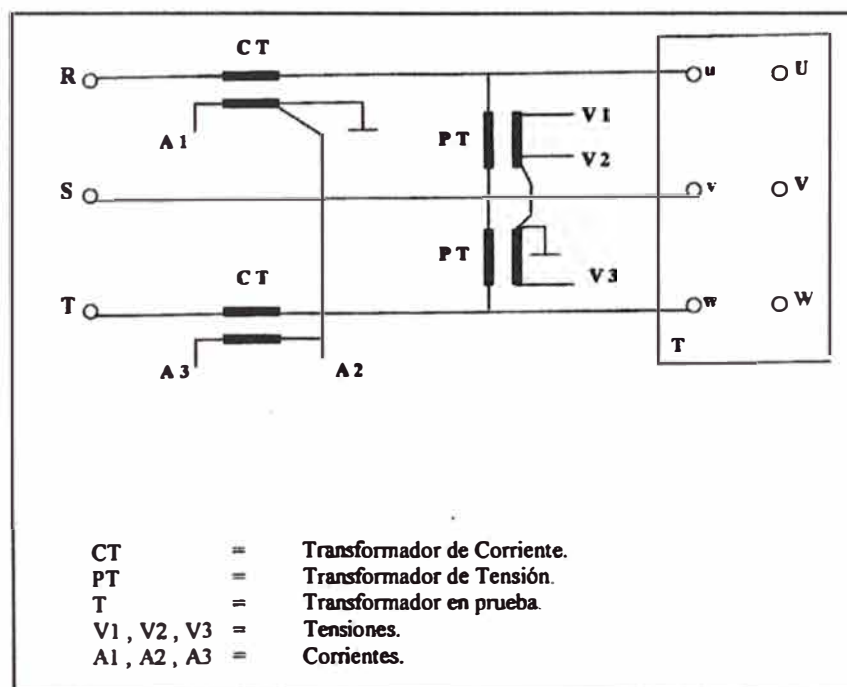 CT
R
u U
A1
PT
V1
V2
S
v V
PT
V3
CT
T
w W
T
A3
A2
CT = Transformador de Corriente.
PT = Transformador de Tensión.
T = Transformador en prueba.
V1 , V2 , V3 = Tensiones.
A1 , A2 , A3 = Corrientes.